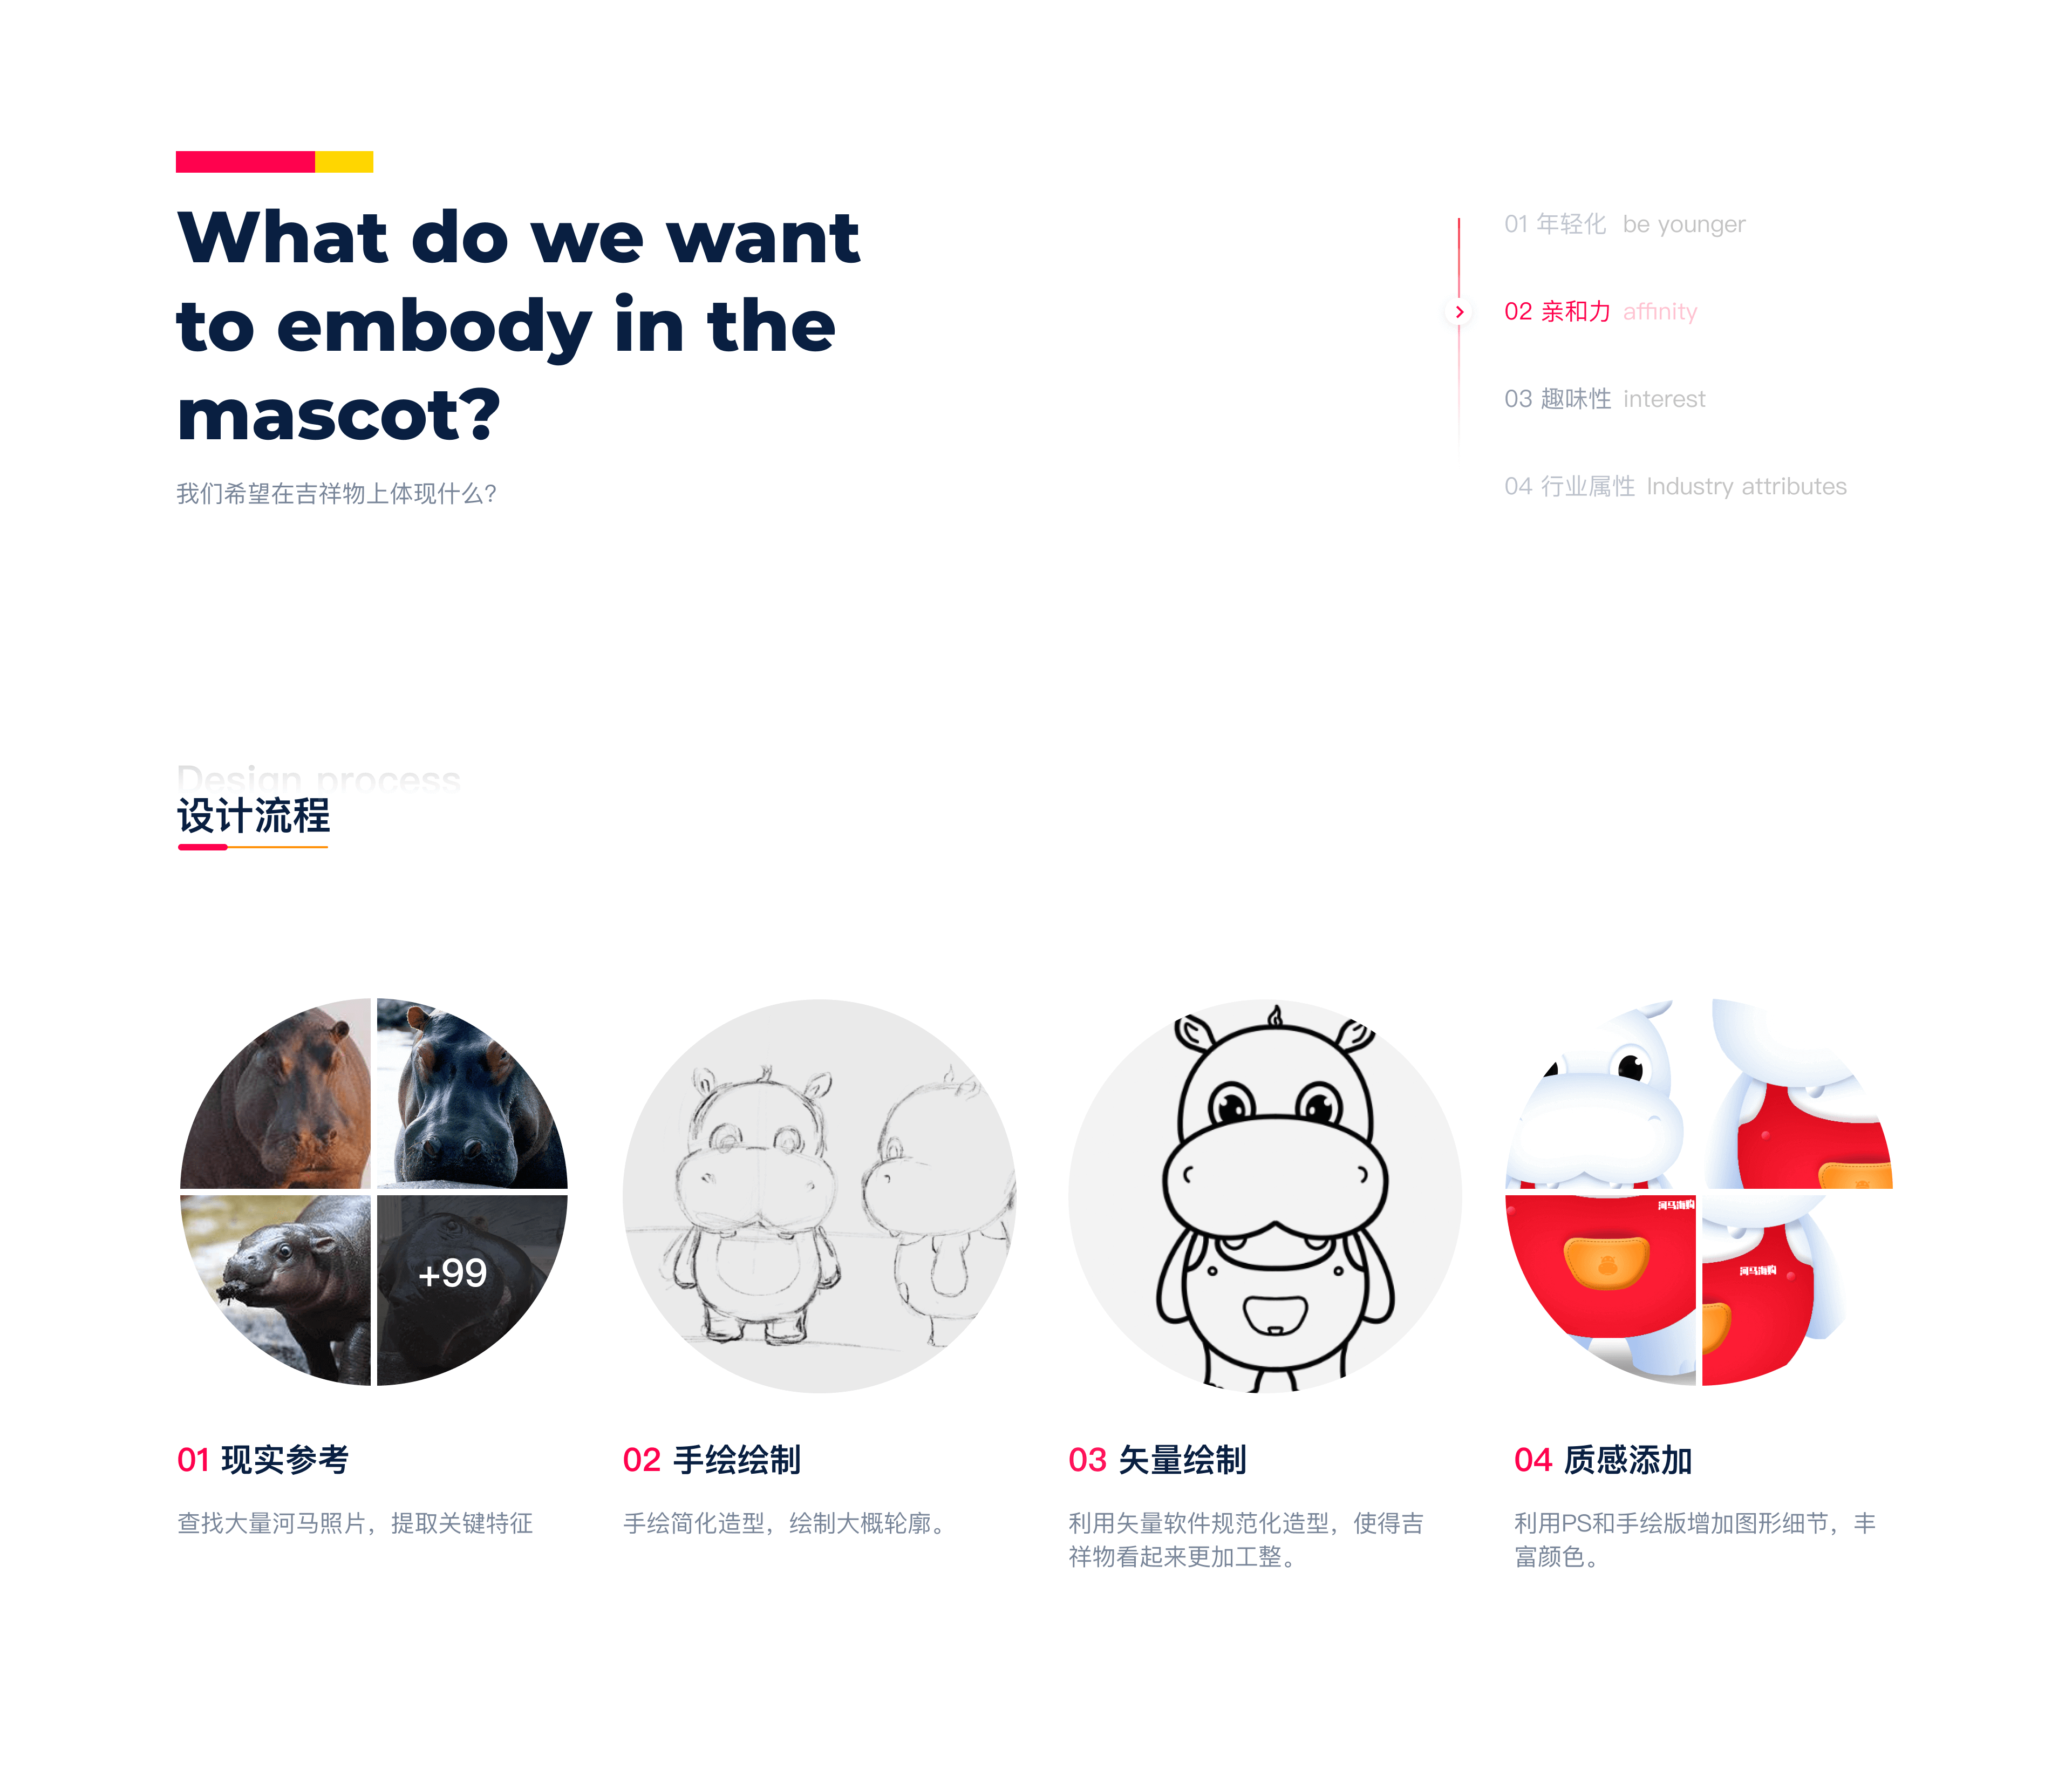 What do we want
to embody in the
mascot?
我们希望在吉祥物上体现什么?
01 年轻化 be younger
02 亲和力 affinity
03 趣味性 interest
04 行业属性 Industry attributes
Design process
设计流程
+99
河马海购
河马海购
01 现实参考
查找大量河马照片，提取关键特征
02 手绘绘制
手绘简化造型，绘制大概轮廓。
03 矢量绘制
利用矢量软件规范化造型，使得吉
祥物看起来更加工整。
04 质感添加
利用PS和手绘版增加图形细节，丰
富颜色。